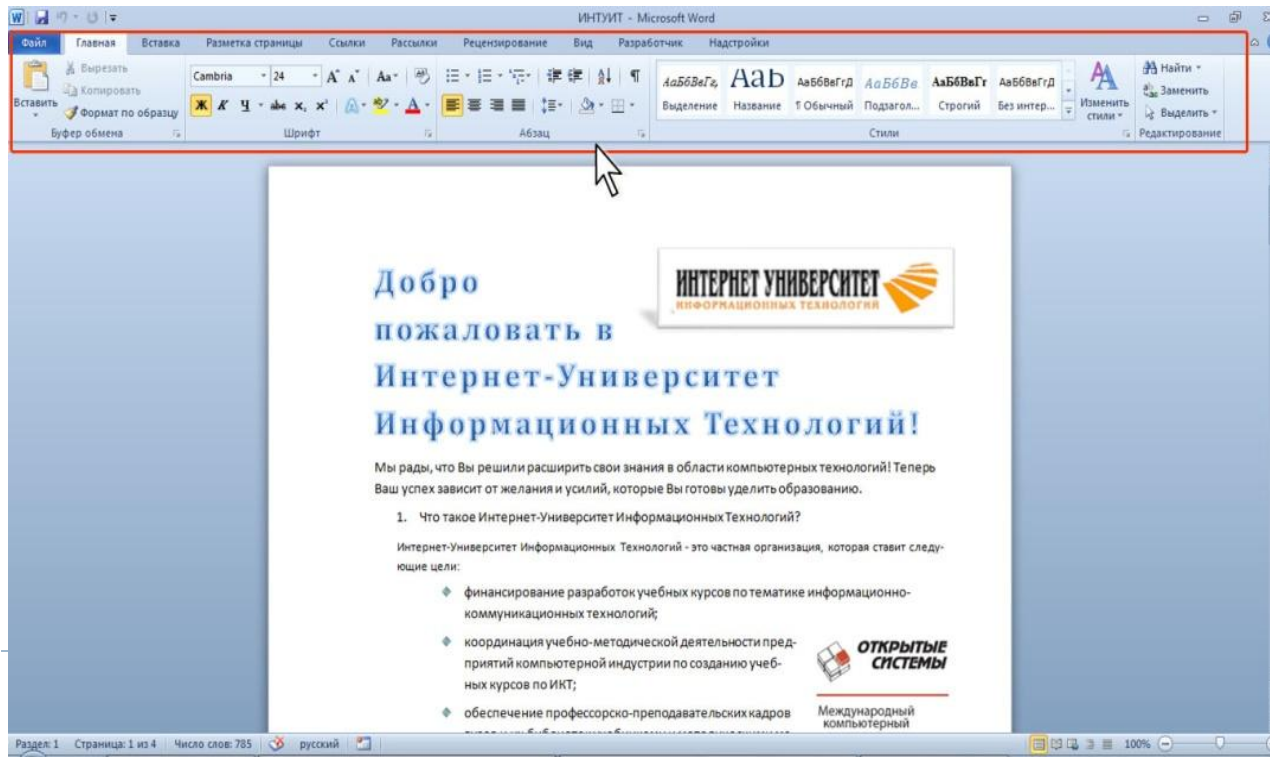 ИНТУИТ - Microsoft Word
Файл Главная Вставка Разметка страницы Ссылки Рассылки Рецензирование Вид Разработчик Надстройки
Вставить
Вырезать
Копировать
Формат по образцу
Буфер обмена
Cambria 24
Ж К Ч abc x, x²
Шрифт
Абзац
АаБбВеГг, АаЬ АаБбВвГгД АаБбВв АаБбВвГг АаБбВвГгД
Выделение Название ¶ Обычный Подзагол... Строгий Без интер...
Изменить
стили
Стили
Найти
Заменить
Выделить
Редактирование
ИНТЕРНЕТ УНИВЕРСИТЕТ
ИНФОРМАЦИОННЫХ ТЕХНОЛОГИЙ
Добро
пожаловать в
Интернет-Университет
Информационных Технологий!
Мы рады, что Вы решили расширить свои знания в области компьютерных технологий! Теперь
Ваш успех зависит от желания и усилий, которые Вы готовы уделить образованию.
1. Что такое Интернет-Университет Информационных Технологий?
Интернет-Университет Информационных Технологий - это частная организация, которая ставит следу-
ющие цели:
финансирование разработок учебных курсов по тематике информационно-
коммуникационных технологий;
координация учебно-методической деятельности пред-
приятий компьютерной индустрии по созданию учеб-
ных курсов по ИКТ;
обеспечение профессорско-преподавательских кадров
ОТКРЫТЫЕ
СИСТЕМЫ
Международный
компьютерный
Раздел: 1 Страница: 1 из 4 Число слов: 785 русский 100%